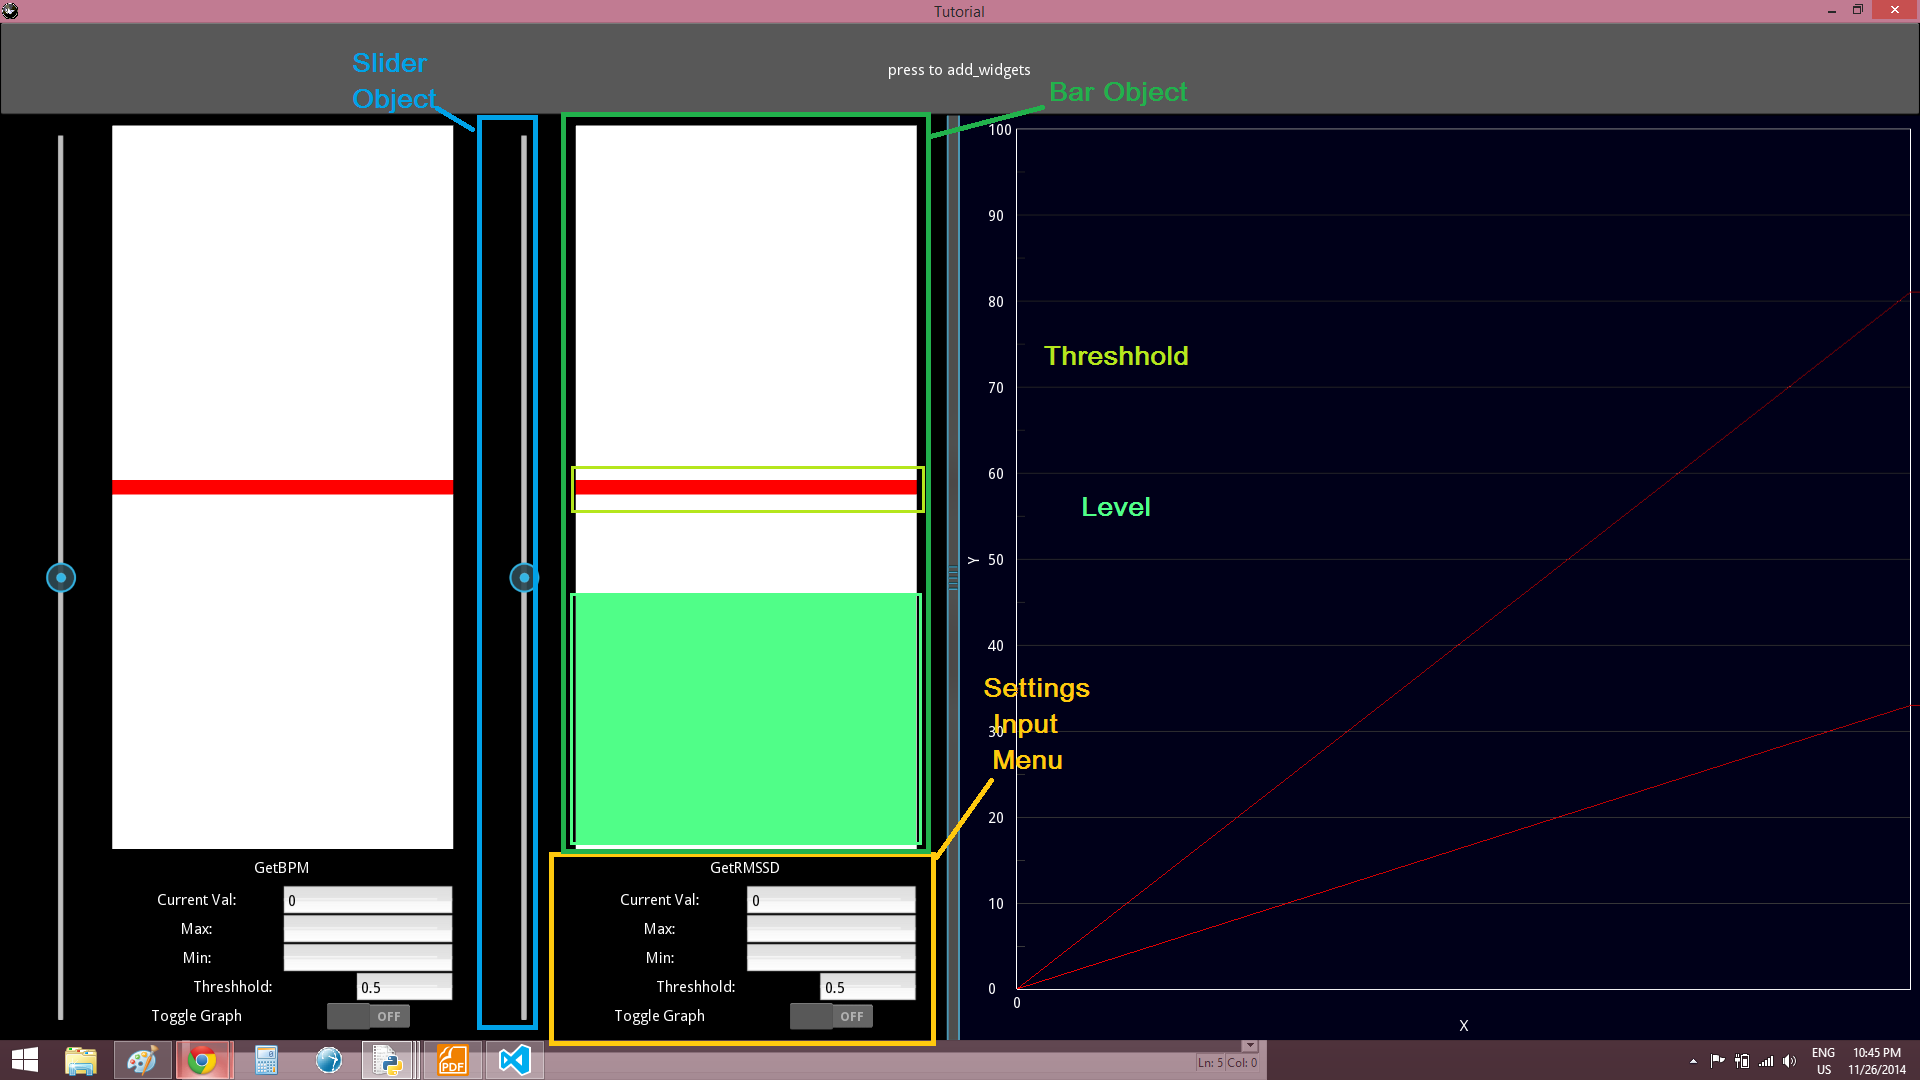 Tutorial
press to add_widgets
Slider
Object
Bar Object
Threshhold
Level
Settings
Input
Menu
GetBPM
Current Val: 0
Max:
Min:
Threshhold: 0.5
Toggle Graph OFF
GetRMSSD
Current Val: 0
Max:
Min:
Threshhold: 0.5
Toggle Graph OFF
100
90
80
70
60
Y 50
40
30
20
10
0
0
X
PDF
Ln: 5 Col: 0
ENG
US
10:45 PM
11/26/2014